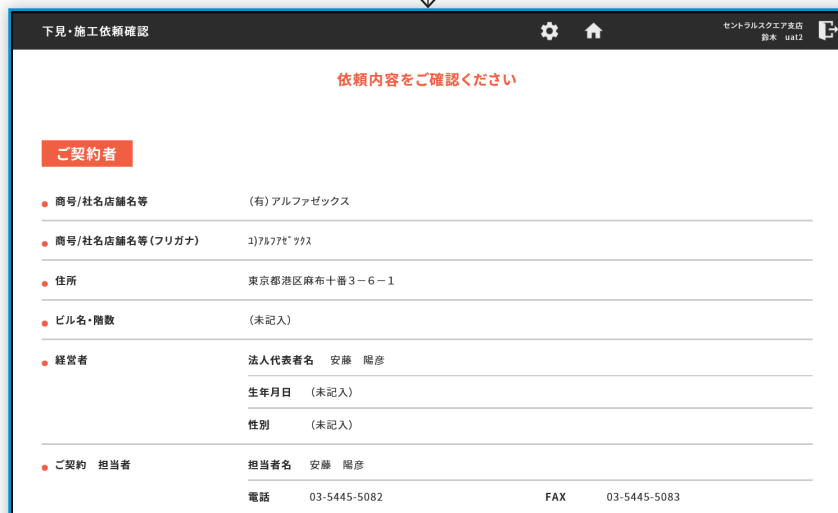 下見・施工依頼確認
セントラルスクエア支店
鈴木 uat2
依頼内容をご確認ください
ご契約者
商号/社名店舗名等 (有)アルファゼックス
商号/社名店舗名等(フリガナ) ﾕ)ｱﾙﾌｱｾﾞﾂｸｽ
住所 東京都港区麻布十番3−6−1
ビル名・階数 (未記入)
経営者 法人代表者名 安藤 陽彦
生年月日 (未記入)
性別 (未記入)
ご契約 担当者 担当者名 安藤 陽彦
電話 03-5445-5082 FAX 03-5445-5083